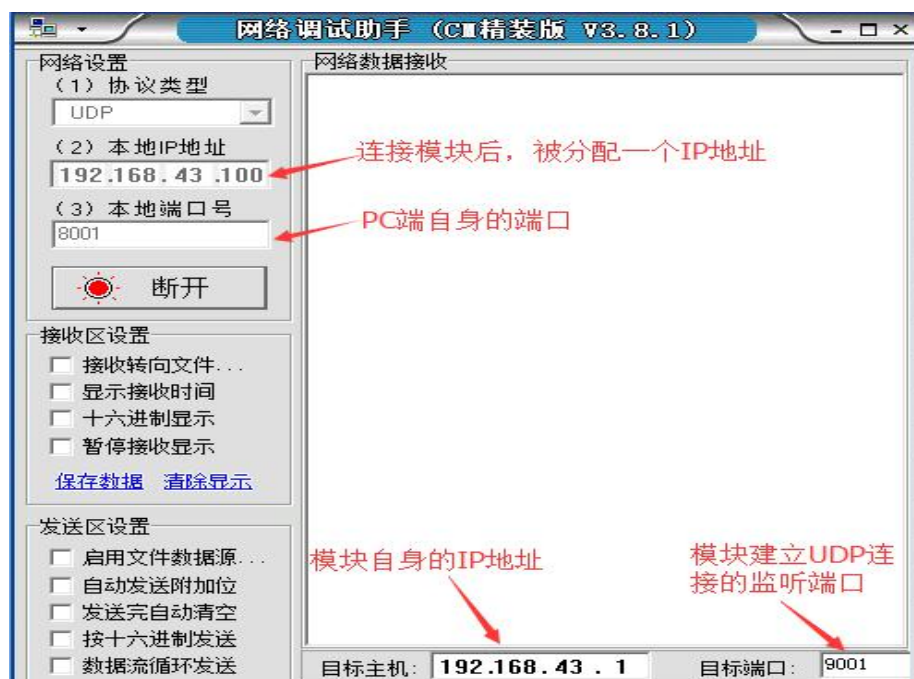 网络调试助手 (CM精装版 V3.8.1)
网络设置
(1) 协议类型
UDP
(2) 本地IP地址
192.168.43.100
(3) 本地端口号
8001
断开
接收区设置
接收转向文件...
显示接收时间
十六进制显示
暂停接收显示
保存数据 清除显示
发送区设置
启用文件数据源...
自动发送附加位
发送完自动清空
按十六进制发送
数据流循环发送
网络数据接收
连接模块后，被分配一个IP地址
PC端自身的端口
模块自身的IP地址
模块建立UDP连
接的监听端口
目标主机: 192.168.43.1 目标端口: 9001